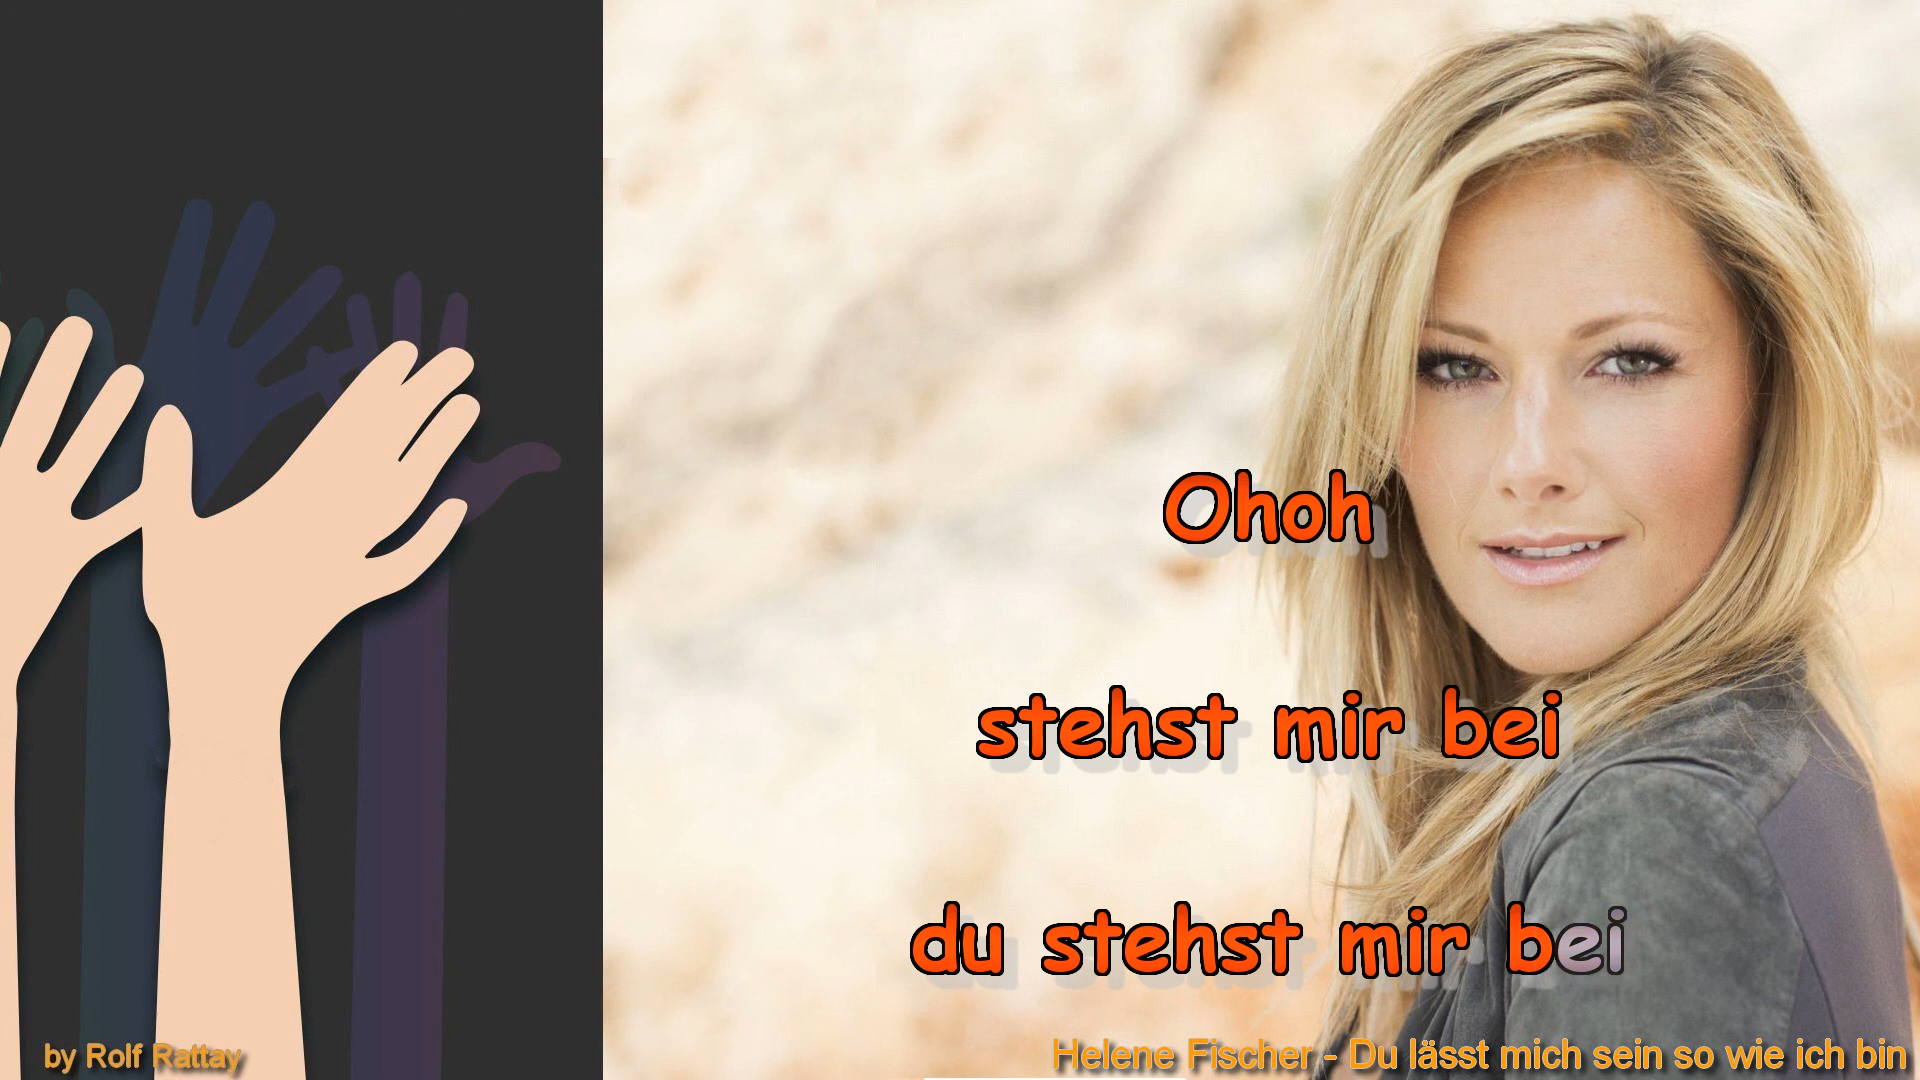 Ohoh
stehst mir bei
du stehst mir bei
by Rolf Rattay
Helene Fischer - Du lässt mich sein so wie ich bin